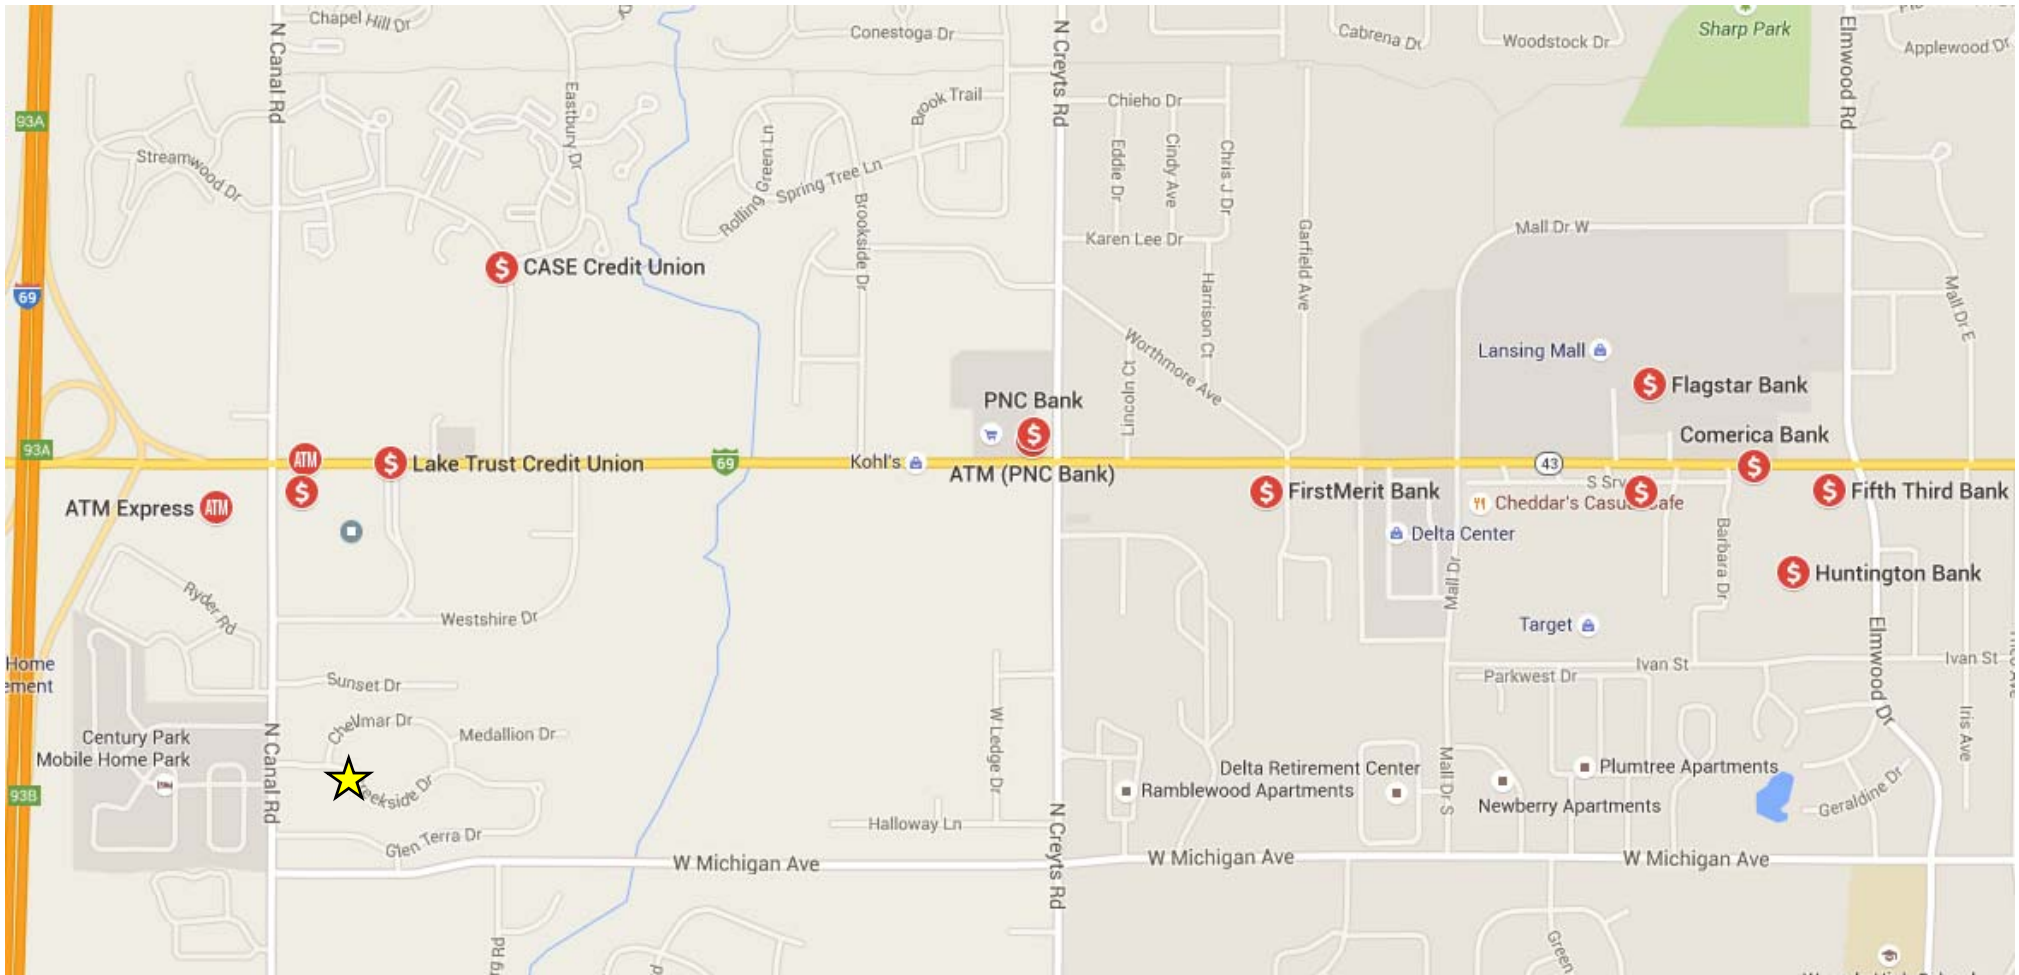 Chapel Hill Dr
N Canal Rd
Conestoga Dr
N Creyts Rd
Cabrena Dr
Woodstock Dr
Sharp Park
Elmwood Rd
Applewood Dr
93A
Streamwood Dr
Eastbury Dr
Rolling Green Ln
Spring Tree Ln
Brook Trail
Brookside Dr
Chieho Dr
Eddie Dr
Cindy Ave
Chris J Dr
Karen Lee Dr
Harrison Ct
Garfield Ave
Mall Dr W
Mall Dr E
69
CASE Credit Union
Worthmore Ave
Lincoln Ct
Lansing Mall
Flagstar Bank
PNC Bank
Comerica Bank
93A
ATM
Lake Trust Credit Union
69
Kohl's
ATM (PNC Bank)
43
ATM Express
ATM
FirstMerit Bank
S Srv
Cheddar's Casu
afe
Fifth Third Bank
Delta Center
Barbara Dr
Mall Dr
Huntington Bank
Ryder Rd
Westshire Dr
Target
Elmwood Dr
Home
ement
Sunset Dr
Ivan St
Ivan St
Parkwest Dr
Chelmar Dr
Medallion Dr
N Canal Rd
W Ledge Dr
Iris Ave
Century Park
Mobile Home Park
reekside Dr
93B
Glen Terra Dr
Halloway Ln
N Creyts Rd
Ramblewood Apartments
Delta Retirement Center
Mall Dr S
Newberry Apartments
Plumtree Apartments
Geraldine Dr
W Michigan Ave
W Michigan Ave
W Michigan Ave
rg Rd
Green